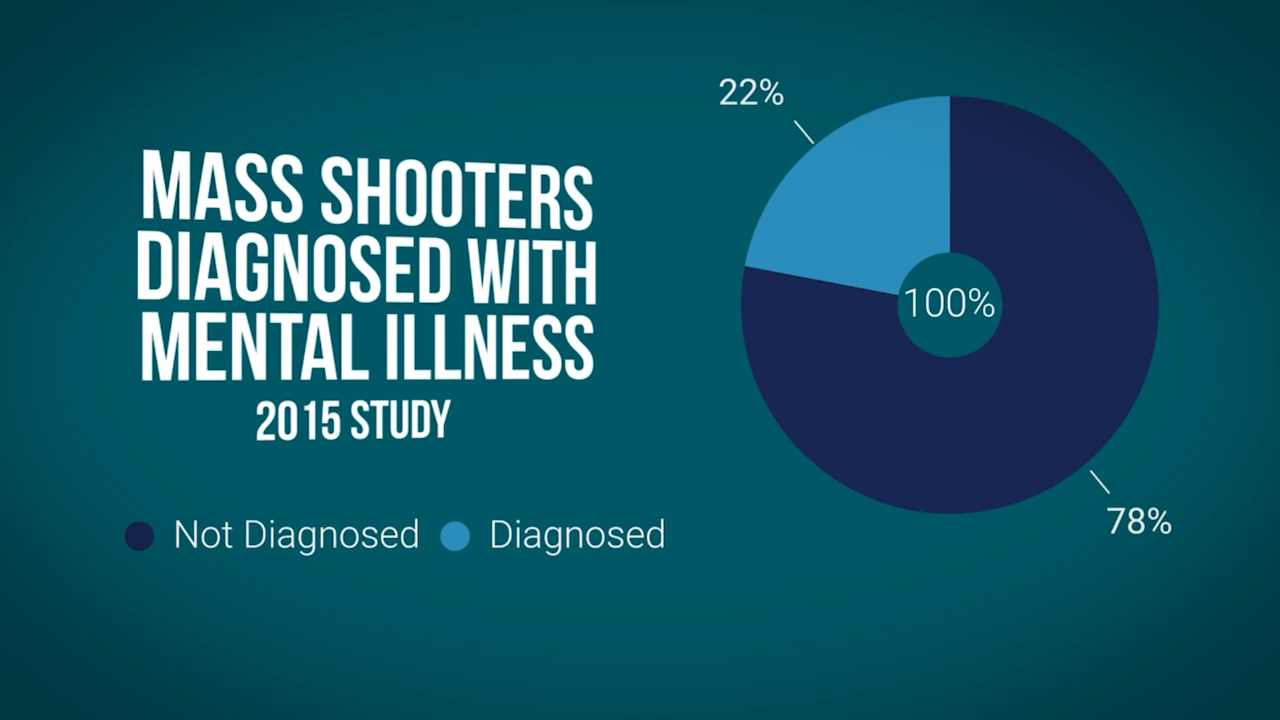 MASS SHOOTERS
DIAGNOSED WITH
MENTAL ILLNESS
2015 STUDY
Not Diagnosed
Diagnosed
22%
100%
78%